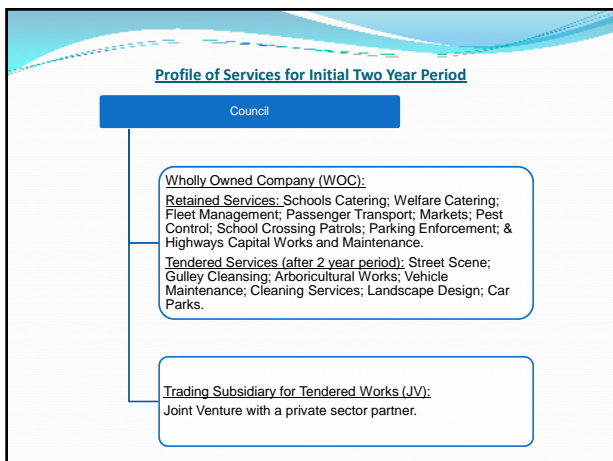 Profile of Services for Initial Two Year Period
Council
Wholly Owned Company (WOC):
Retained Services: Schools Catering; Welfare Catering;
Fleet Management; Passenger Transport; Markets; Pest
Control; School Crossing Patrols; Parking Enforcement; &
Highways Capital Works and Maintenance.
Tendered Services (after 2 year period): Street Scene;
Gulley Cleansing; Arboricultural Works; Vehicle
Maintenance; Cleaning Services; Landscape Design; Car
Parks.
Trading Subsidiary for Tendered Works (JV):
Joint Venture with a private sector partner.